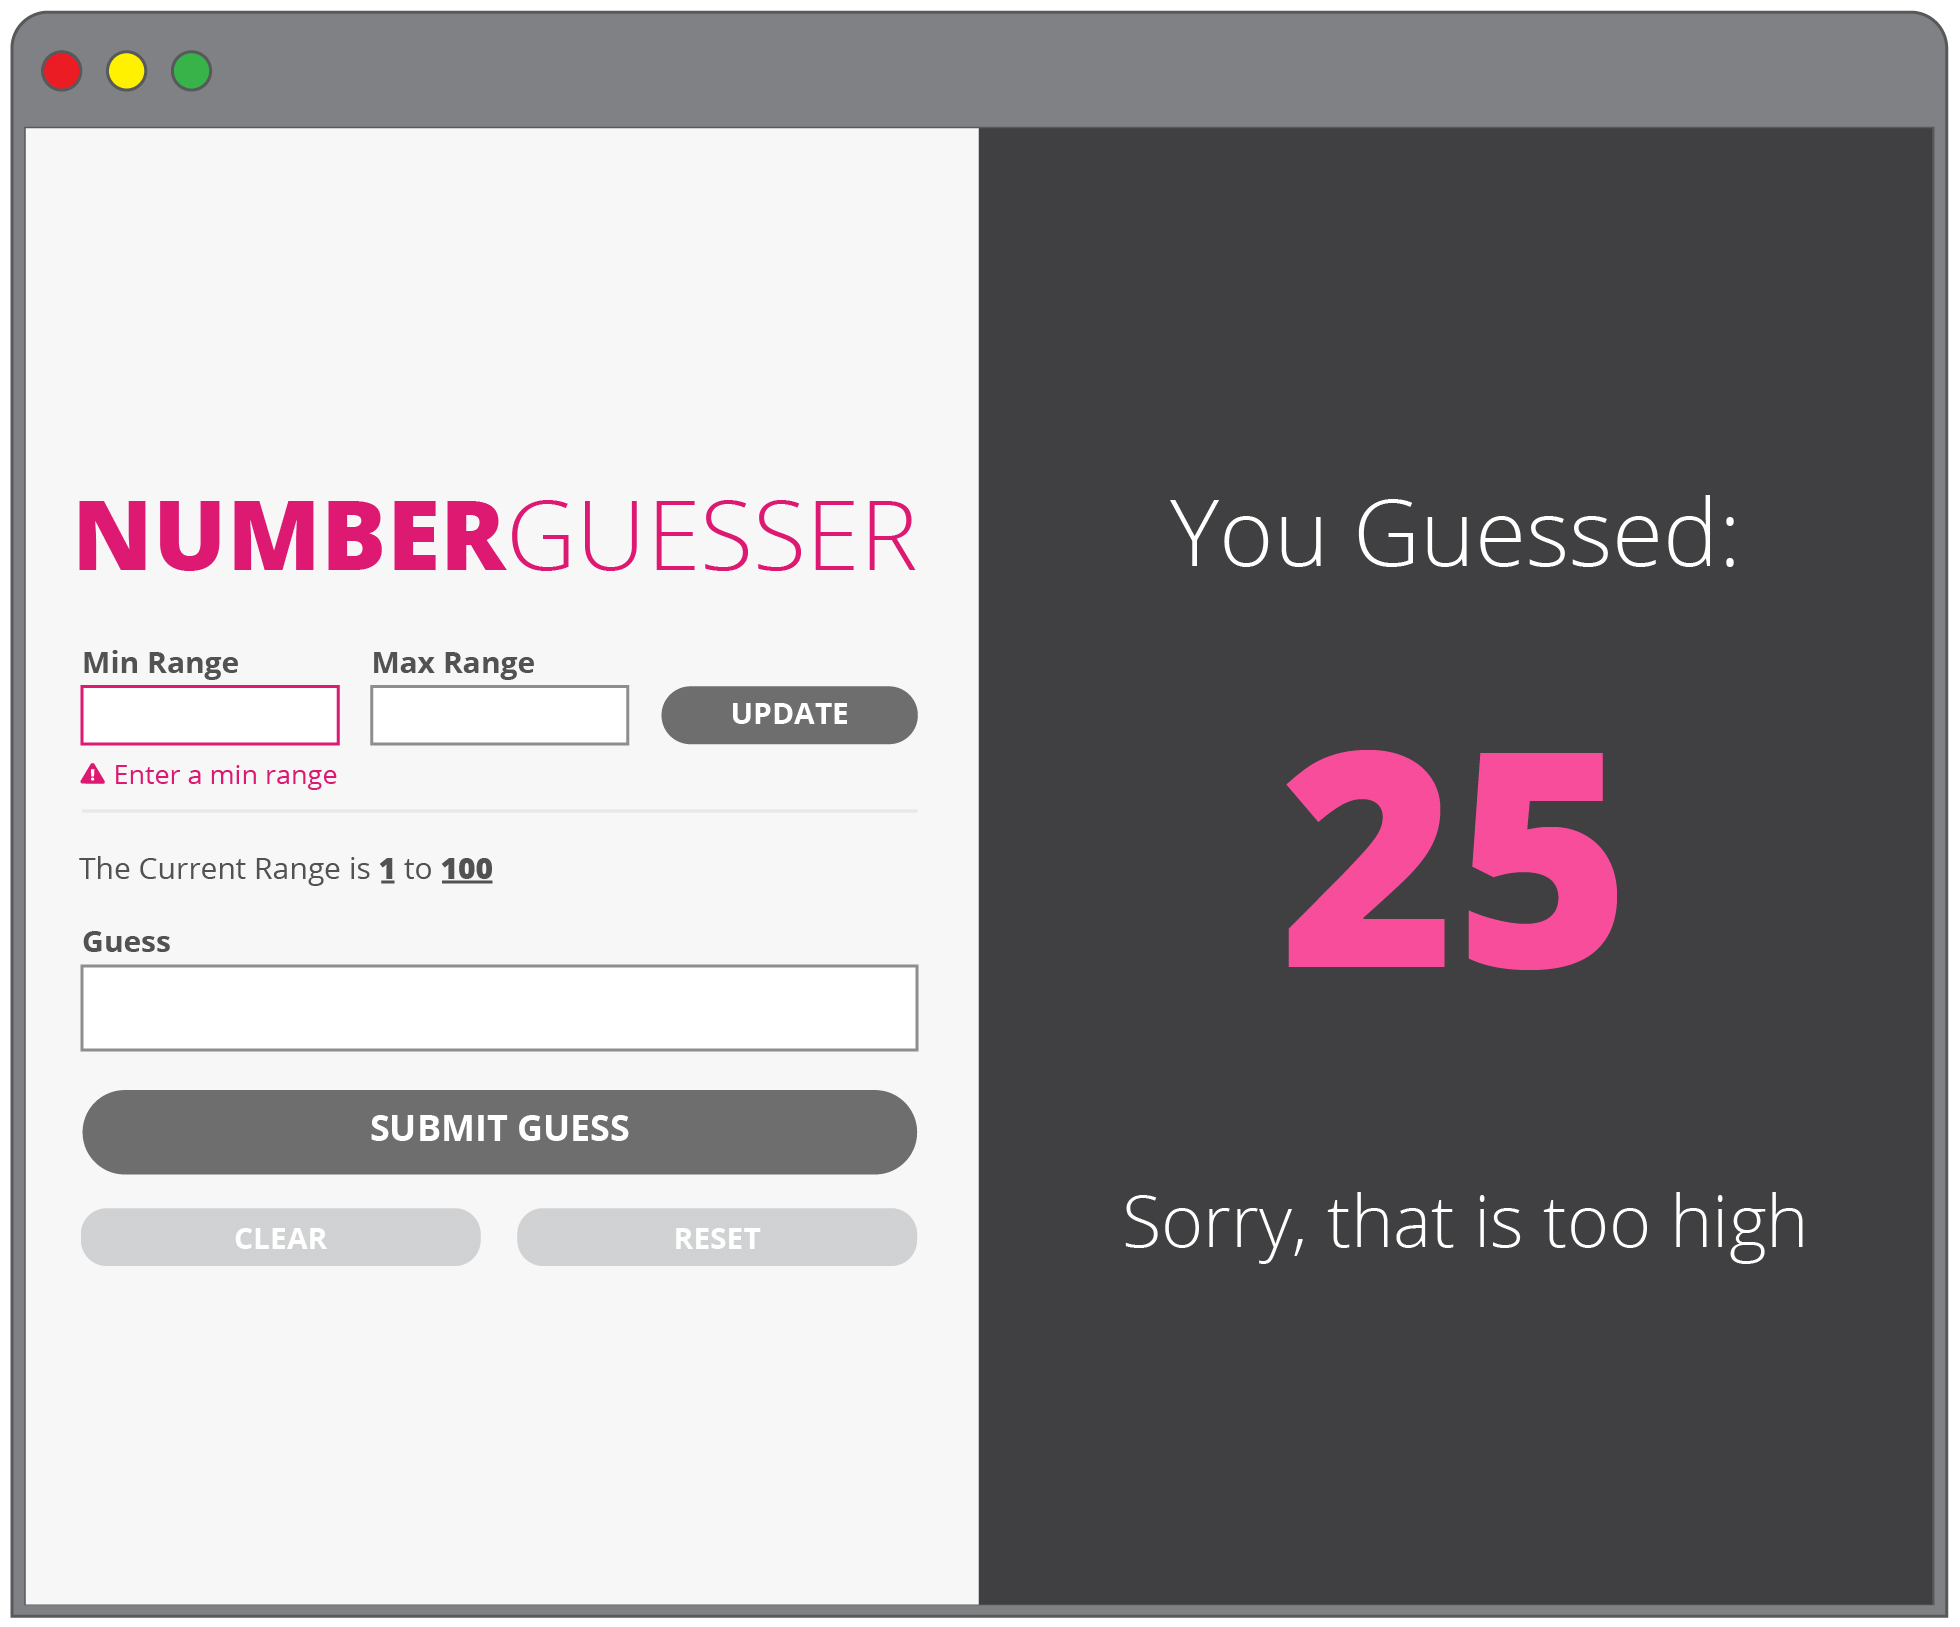 NUMBERGUESSER
Min Range
Max Range
UPDATE
Enter a min range
The Current Range is 1 to 100
Guess
SUBMIT GUESS
CLEAR
RESET
You Guessed:
25
Sorry, that is too high